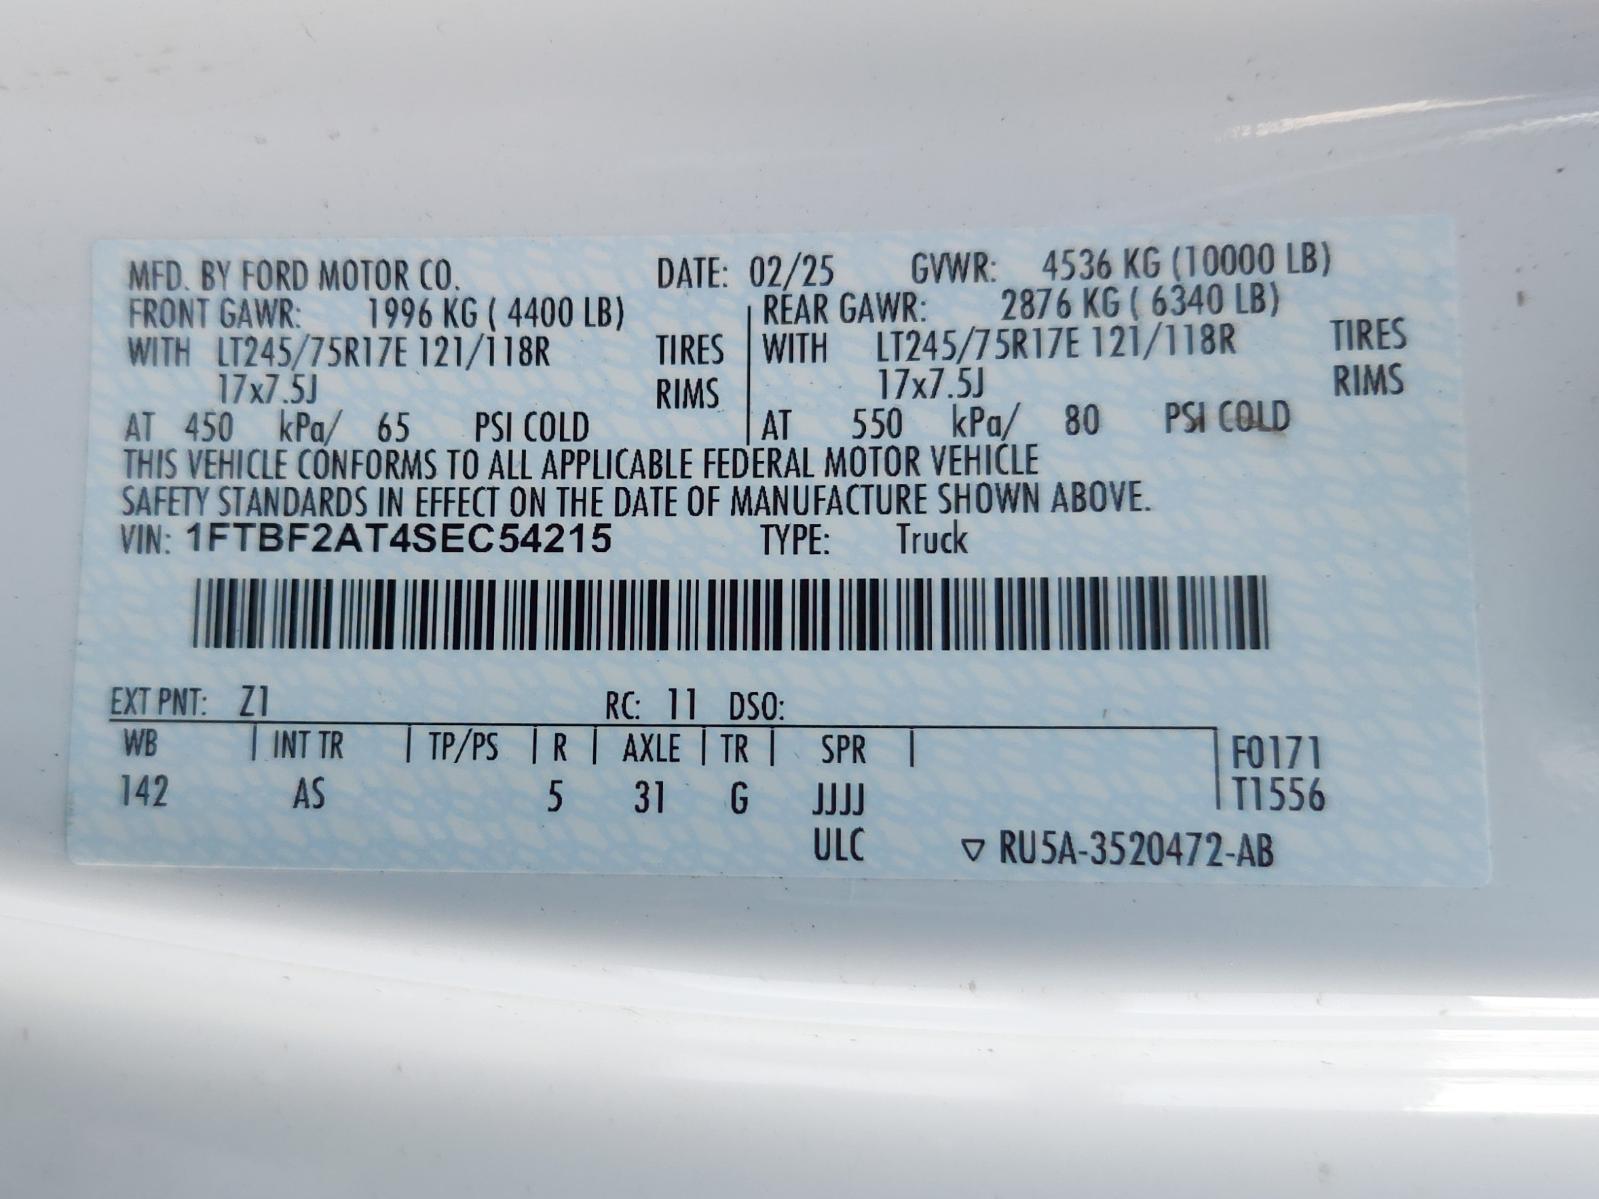 MFD. BY FORD MOTOR CO. DATE: 02/25 GVWR: 4536 KG (10000 LB)
FRONT GAWR: 1996 KG ( 4400 LB) REAR GAWR: 2876 KG ( 6340 LB)
WITH LT245/75R17E 121/118R TIRES WITH LT245/75R17E 121/118R TIRES
17x7.5J RIMS 17x7.5J RIMS
AT 450 kPa/ 65 PSI COLD AT 550 kPa/ 80 PSI COLD
THIS VEHICLE CONFORMS TO ALL APPLICABLE FEDERAL MOTOR VEHICLE
SAFETY STANDARDS IN EFFECT ON THE DATE OF MANUFACTURE SHOWN ABOVE.
VIN: 1FTBF2AT4SEC54215 TYPE: Truck
EXT PNT: Z1 RC: 11 DSO:
WB | INT TR | TP/PS | R | AXLE | TR | SPR | F0171
142 AS 5 31 G JJJJ T1556
ULC ▽ RU5A-3520472-AB